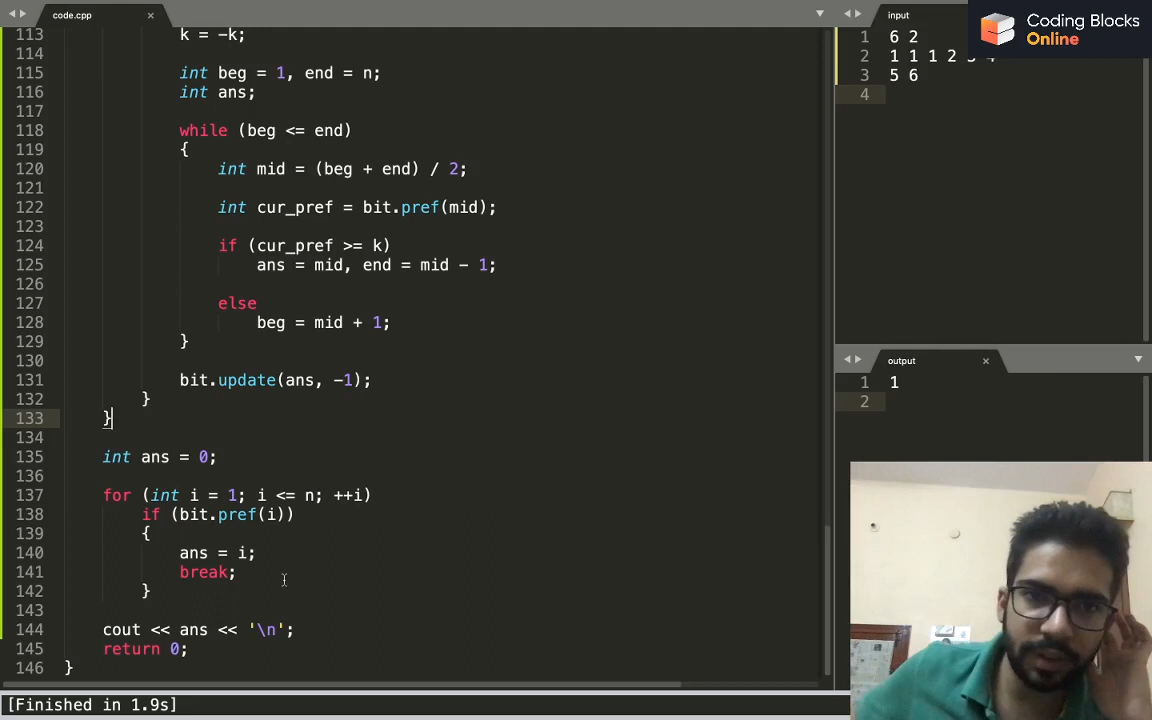 code.cpp
113 k = -k;
114
115 int beg = 1, end = n;
116 int ans;
117
118 while (beg <= end)
119 {
120 int mid = (beg + end) / 2;
121
122 int cur_pref = bit.pref(mid);
123
124 if (cur_pref >= k)
125 ans = mid, end = mid - 1;
126
127 else
128 beg = mid + 1;
129 }
130
131 bit.update(ans, -1);
132 }
133 }
134
135 int ans = 0;
136
137 for (int i = 1; i <= n; ++i)
138 if (bit.pref(i))
139 {
140 ans = i;
141 break;
142 }
143
144 cout << ans << '\n';
145 return 0;
146 }
[Finished in 1.9s]
input
1 6 2
2 1 1 1 2
3 5 6
4
Coding Blocks
Online
output
1 1
2